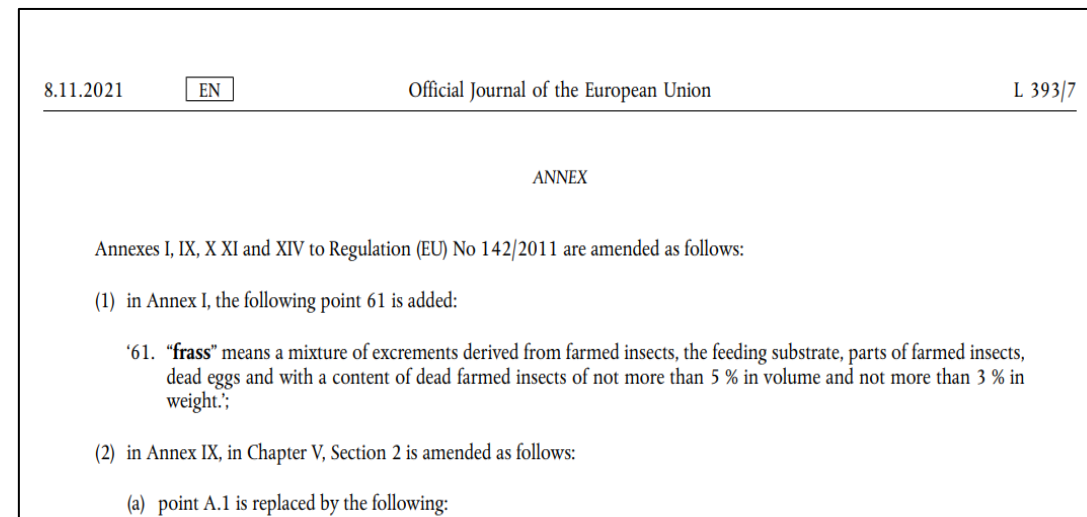 8.11.2021 EN Official Journal of the European Union L 393/7
ANNEX
Annexes I, IX, X XI and XIV to Regulation (EU) No 142/2011 are amended as follows:
(1) in Annex I, the following point 61 is added:
‘61. “frass” means a mixture of excrements derived from farmed insects, the feeding substrate, parts of farmed insects,
dead eggs and with a content of dead farmed insects of not more than 5 % in volume and not more than 3 % in
weight.’;
(2) in Annex IX, in Chapter V, Section 2 is amended as follows:
(a) point A.1 is replaced by the following: